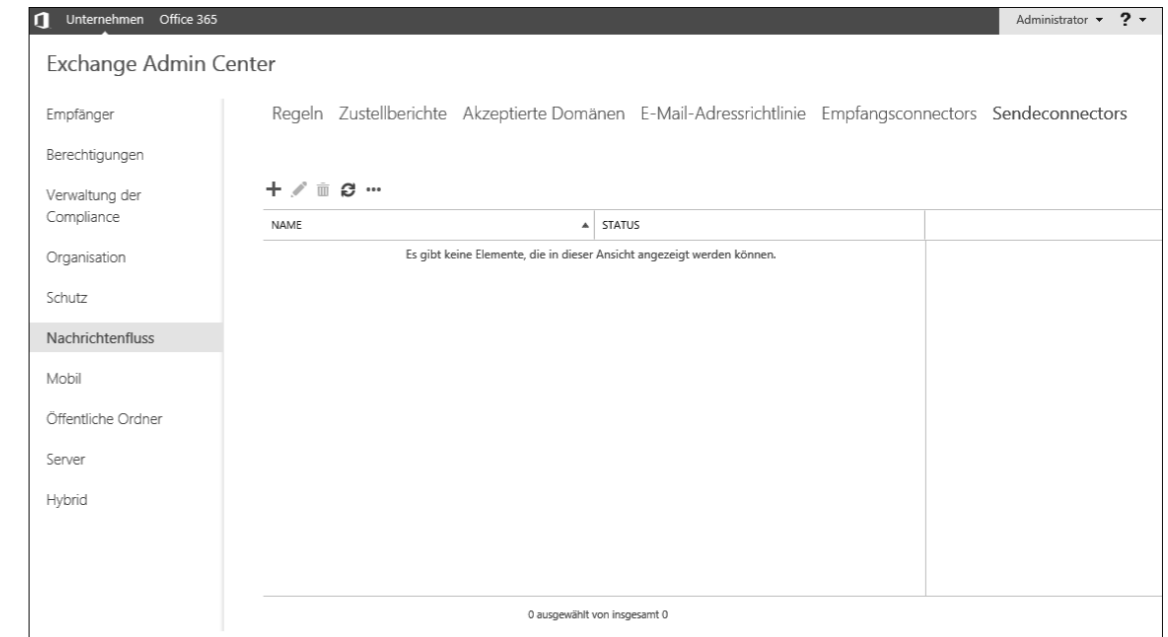 Unternehmen Office 365 Administrator ?
Exchange Admin Center
Empfänger
Berechtigungen
Verwaltung der
Compliance
Organisation
Schutz
Nachrichtenfluss
Mobil
Öffentliche Ordner
Server
Hybrid
Regeln Zustellberichte Akzeptierte Domänen E-Mail-Adressrichtlinie Empfangsconnectors Sendeconnectors
NAME STATUS
Es gibt keine Elemente, die in dieser Ansicht angezeigt werden können.
0 ausgewählt von insgesamt 0